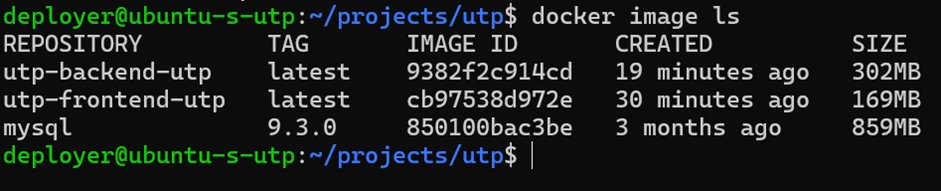 deployer@ubuntu-s-utp:~/projects/utp$ docker image ls
REPOSITORY TAG IMAGE ID CREATED SIZE
utp-backend-utp latest 9382f2c914cd 19 minutes ago 302MB
utp-frontend-utp latest cb97538d972e 30 minutes ago 169MB
mysql 9.3.0 850100bac3be 3 months ago 859MB
deployer@ubuntu-s-utp:~/projects/utp$